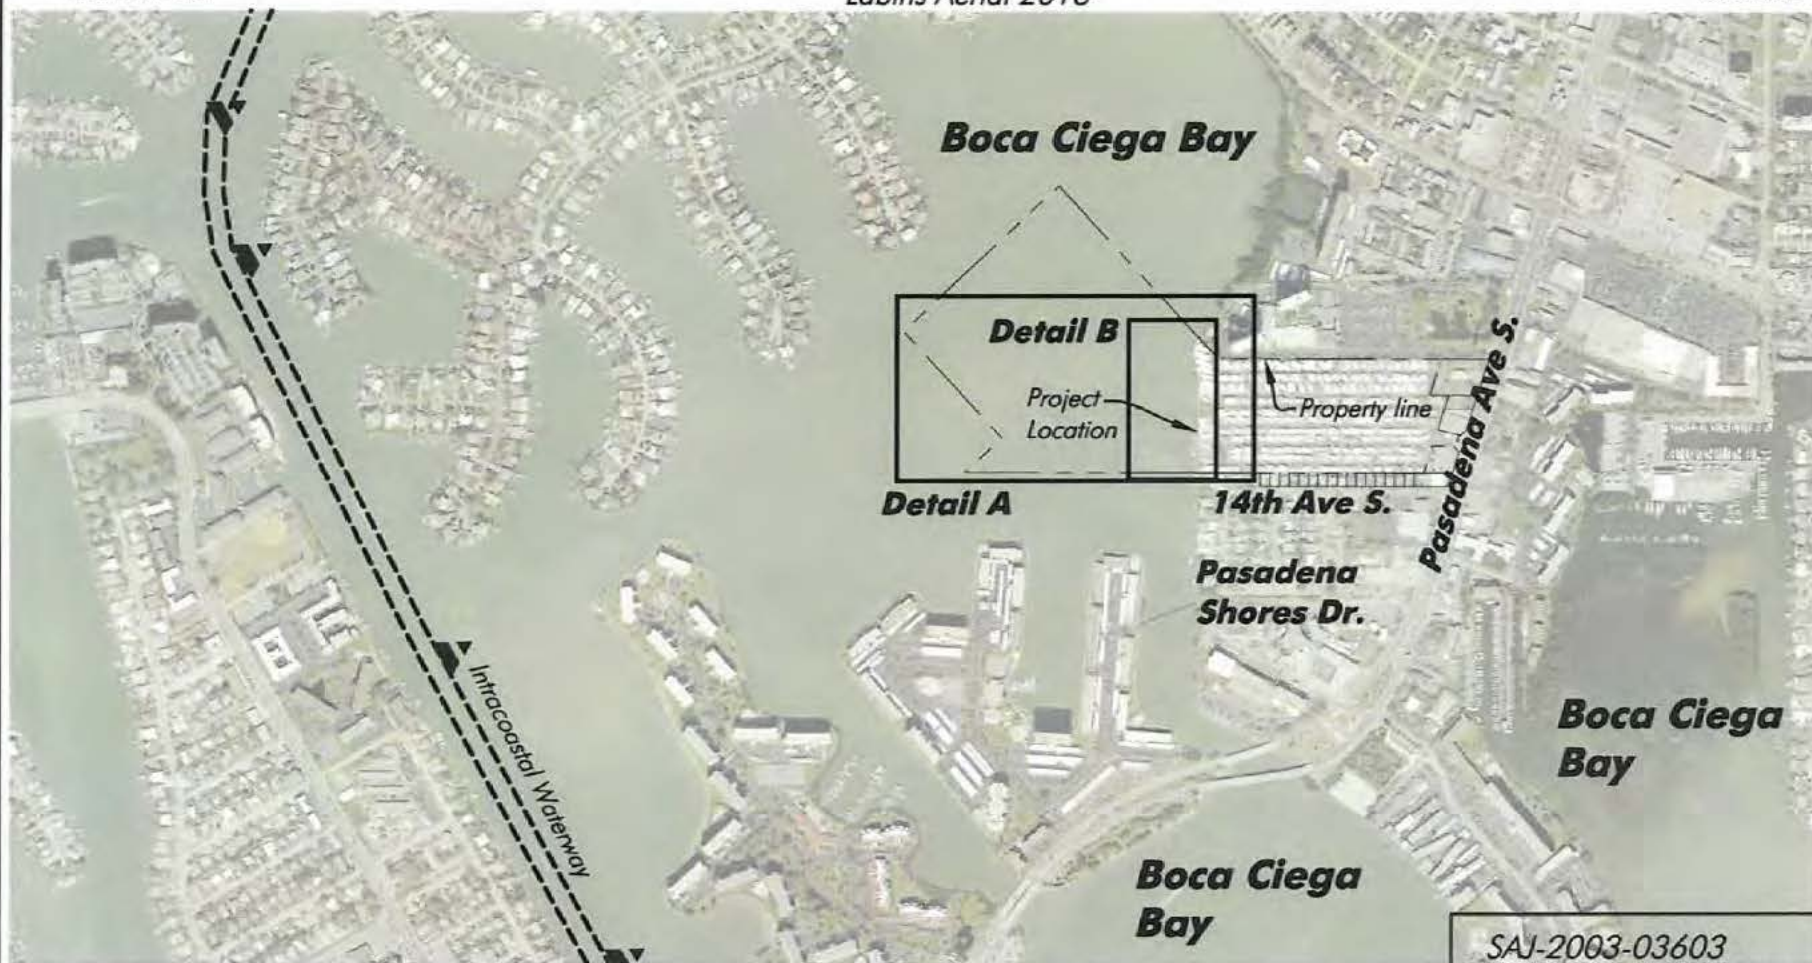 Boca Ciega Bay
Detail B
Project
Location
Property line
Pasadena Ave S.
Detail A
14th Ave S.
Pasadena
Shores Dr.
Intracoastal Waterway
Boca Ciega
Bay
Boca Ciega
Bay
SAJ-2003-03603